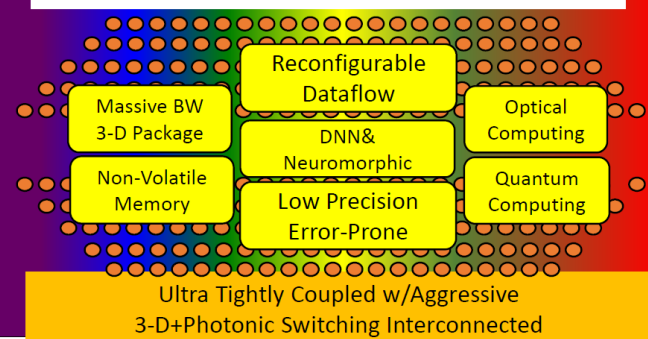 Reconfigurable
Dataflow
Massive BW
3-D Package
DNN&
Neuromorphic
Optical
Computing
Non-Volatile
Memory
Low Precision
Error-Prone
Quantum
Computing
Ultra Tightly Coupled w/Aggressive
3-D+Photonic Switching Interconnected